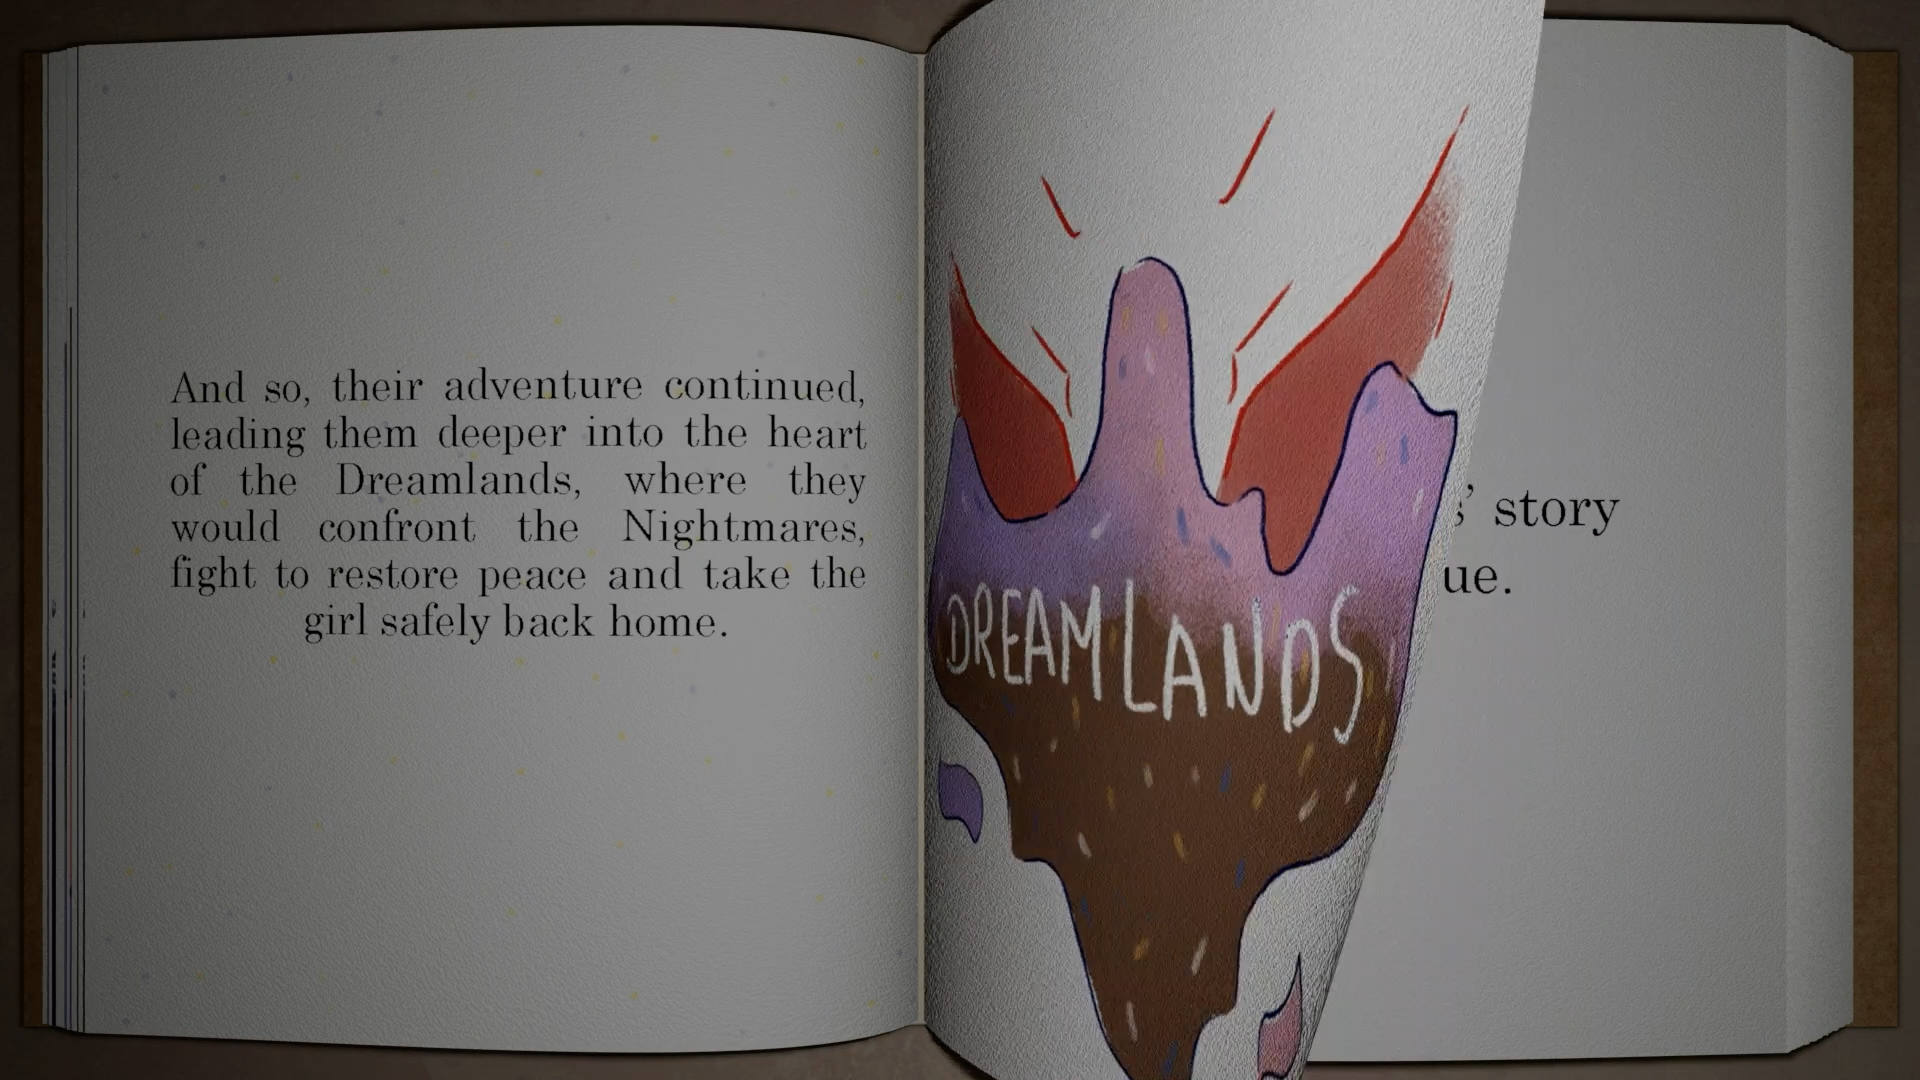 And so, their adventure continued,
leading them deeper into the heart
of the Dreamlands, where they
would confront the Nightmares,
fight to restore peace and take the
girl safely back home.
DREAMLANDS
story